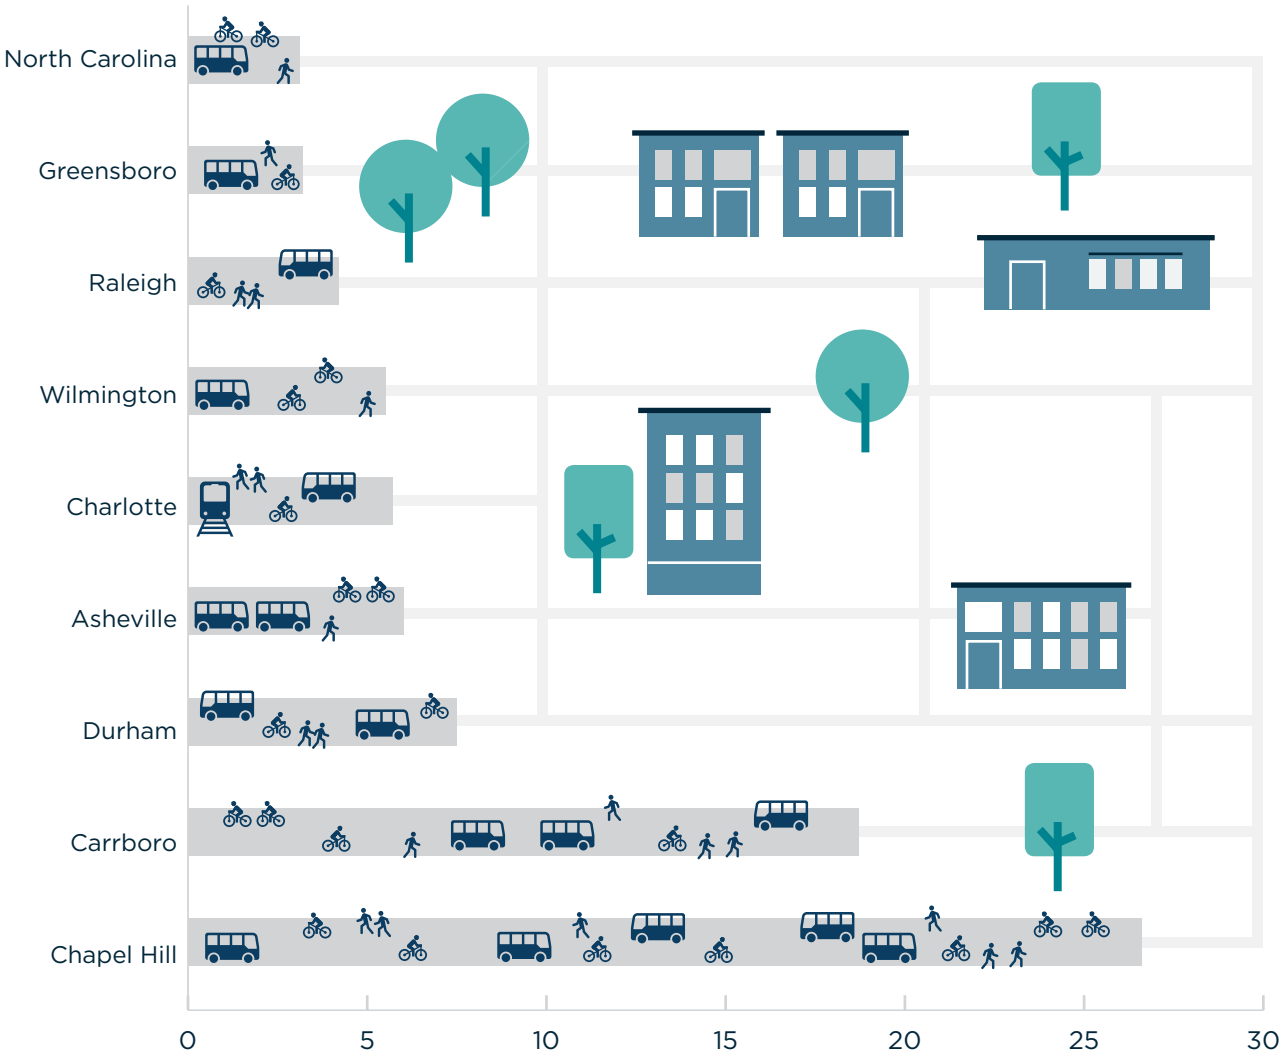 North Carolina
Greensboro
Raleigh
Wilmington
Charlotte
Asheville
Durham
Carrboro
Chapel Hill
0 5 10 15 20 25 30